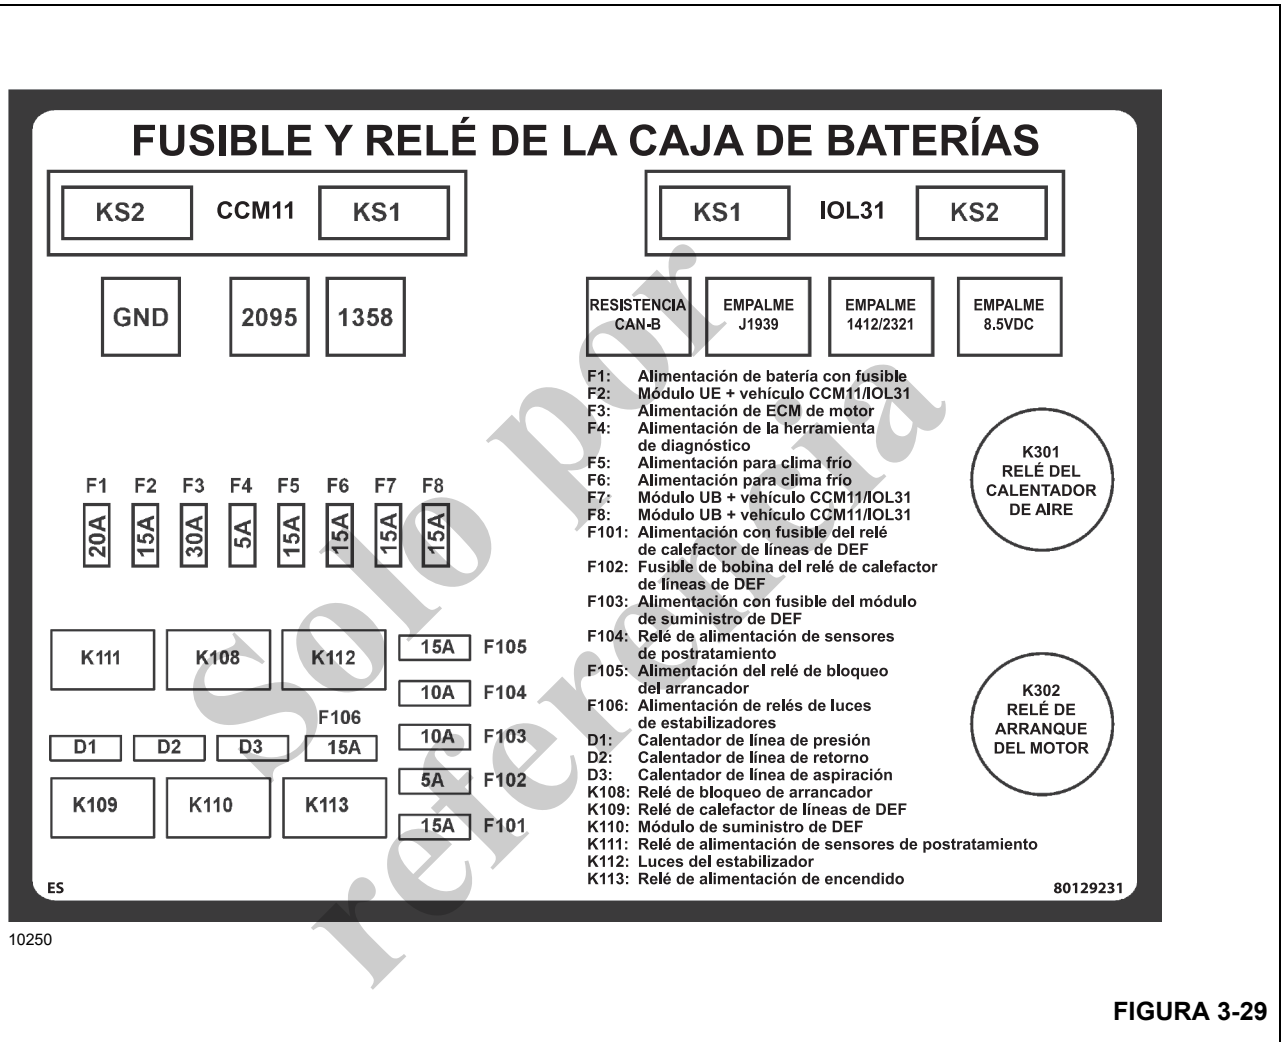 FUSIBLE Y RELÉ DE LA CAJA DE BATERÍAS
KS2 CCM11 KS1
KS1 IOL31 KS2
GND 2095 1358
RESISTENCIA
CAN-B
EMPALME
J1939
EMPALME
1412/2321
EMPALME
8.5VDC
F1: Alimentación de batería con fusible
F2: Módulo UE + vehículo CCM11/IOL31
F3: Alimentación de ECM de motor
F4: Alimentación de la herramienta
de diagnóstico
F5: Alimentación para clima frío
F6: Alimentación para clima frío
F7: Módulo UB + vehículo CCM11/IOL31
F8: Módulo UB + vehículo CCM11/IOL31
F101: Alimentación con fusible del relé
de calefactor de líneas de DEF
F102: Fusible de bobina del relé de calefactor
de líneas de DEF
F103: Alimentación con fusible del módulo
de suministro de DEF
F104: Relé de alimentación de sensores
de postratamiento
F105: Alimentación del relé de bloqueo
del arrancador
F106: Alimentación de relés de luces
de estabilizadores
D1: Calentador de línea de presión
D2: Calentador de línea de retorno
D3: Calentador de línea de aspiración
K108: Relé de bloqueo de arrancador
K109: Relé de calefactor de líneas de DEF
K110: Módulo de suministro de DEF
K111: Relé de alimentación de sensores de postratamiento
K112: Luces del estabilizador
K113: Relé de alimentación de encendido
K301
RELÉ DEL
CALENTADOR
DE AIRE
K302
RELÉ DE
ARRANQUE
DEL MOTOR
F1 F2 F3 F4 F5 F6 F7 F8
20A 15A 30A 5A 15A 15A 15A 15A
K111 K108 K112
15A F105
10A F104
F106
D1 D2 D3 15A
10A F103
5A F102
K109 K110 K113
15A F101
ES
80129231
Solo por
referencia
10250
FIGURA 3-29